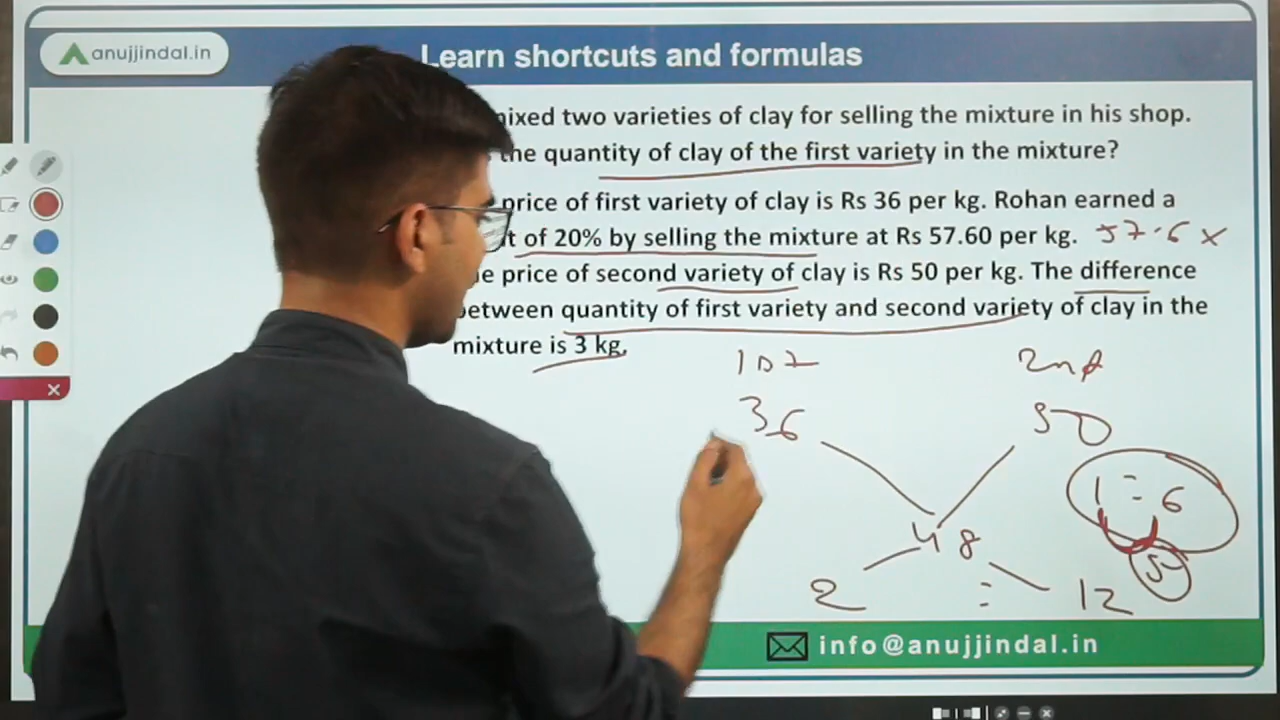 anujjindal.in
Learn shortcuts and formulas
mixed two varieties of clay for selling the mixture in his shop.
the quantity of clay of the first variety in the mixture?
price of first variety of clay is Rs 36 per kg. Rohan earned a
of 20% by selling the mixture at Rs 57.60 per kg. 57.6 x
price of second variety of clay is Rs 50 per kg. The difference
between quantity of first variety and second variety of clay in the
mixture is 3 kg.
1st 2nd
36 50
1 : 6
48
5
2 : 12
info@anujjindal.in